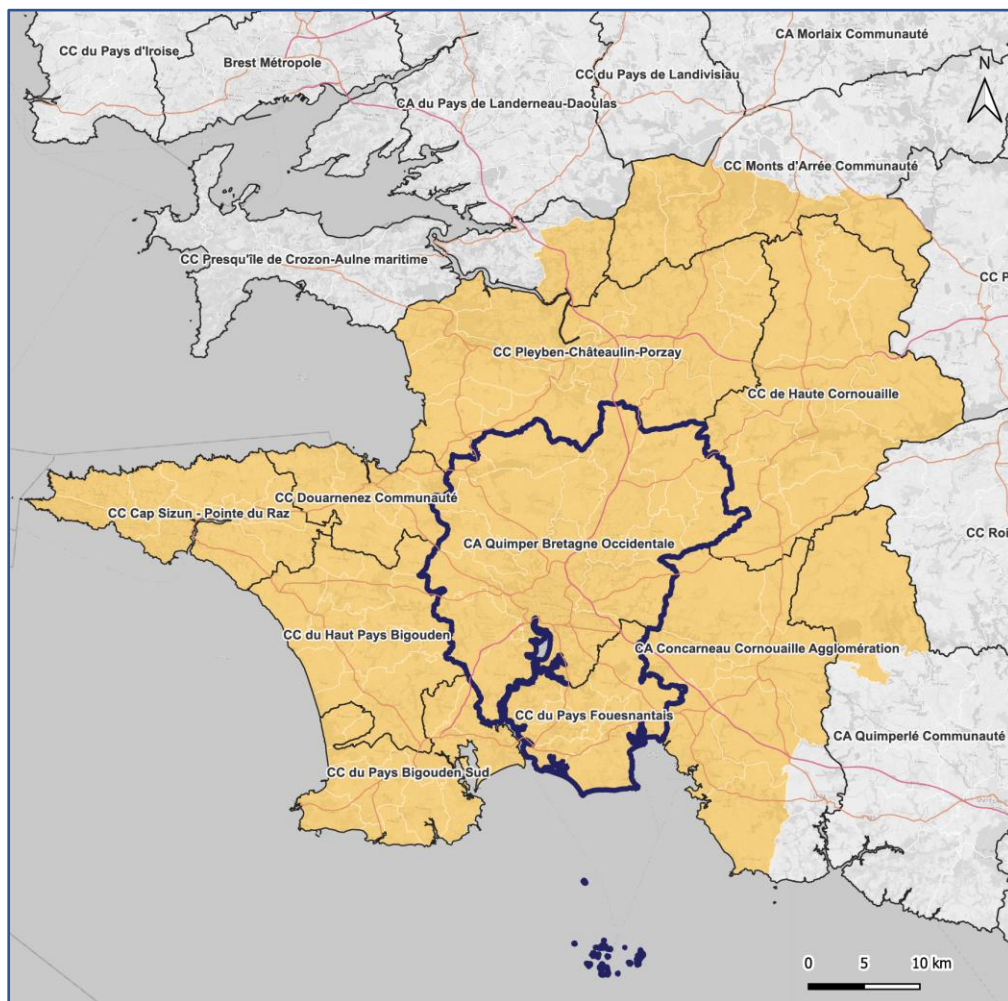 CA Morlaix Communauté
CC du Pays d'Iroise
Brest Métropole
N
CC du Pays de Landivisiau
CA du Pays de Landerneau-Daoulas
CC Monts d'Arrée Communauté
CC Presqu'île de Crozon-Aulne maritime
CC P
CC Pleyben-Châteaulin-Porzay
CC de Haute Cornouaille
CC Douarnenez Communauté
CC Cap Sizun - Pointe du Raz
CC Roi
CA Quimper Bretagne Occidentale
CC du Haut Pays Bigouden
CA Concarneau Cornouaille Agglomération
CC du Pays Fouesnantais
CA Quimperlé Communauté
CC du Pays Bigouden Sud
0 5 10 km